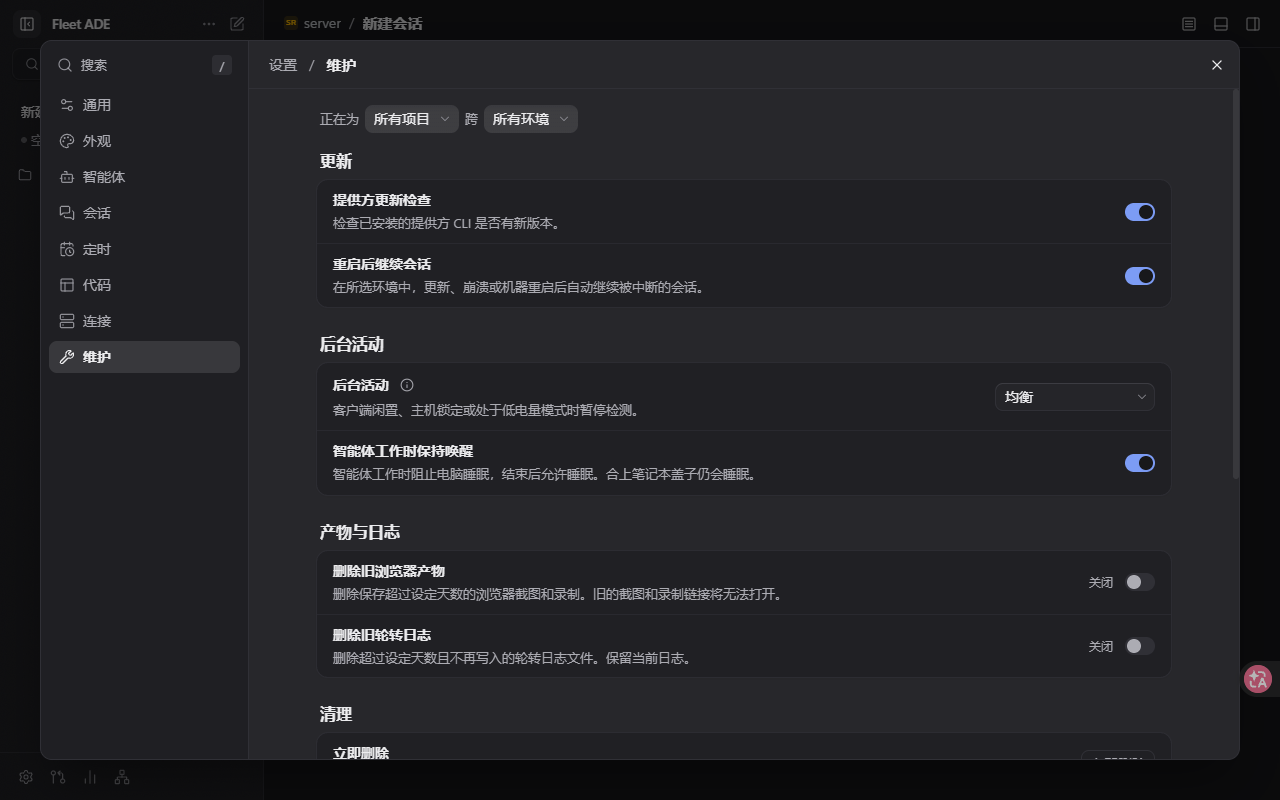 Fleet ADE
SR server / 新建会话
搜索 /
通用
外观
智能体
会话
定时
代码
连接
维护
设置 / 维护
正在为 所有项目 跨 所有环境
更新
提供方更新检查
检查已安装的提供方 CLI 是否有新版本。
重启后继续会话
在所选环境中，更新、崩溃或机器重启后自动继续被中断的会话。
后台活动
后台活动
客户端闲置、主机锁定或处于低电量模式时暂停检测。
均衡
智能体工作时保持唤醒
智能体工作时阻止电脑睡眠，结束后允许睡眠。合上笔记本盖子仍会睡眠。
产物与日志
删除旧浏览器产物
删除保存超过设定天数的浏览器截图和录制。旧的截图和录制链接将无法打开。
关闭
删除旧轮转日志
删除超过设定天数且不再写入的轮转日志文件。保留当前日志。
关闭
清理
立即删除